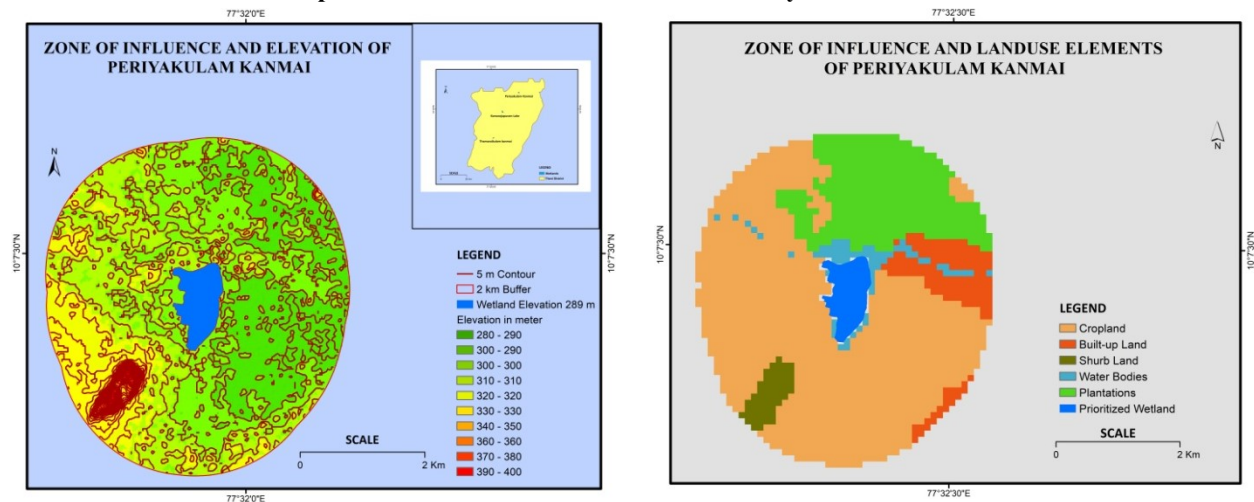 77°32'0"E
ZONE OF INFLUENCE AND ELEVATION OF
PERIYAKULAM KANMAI
N
10°7'30"N
10°7'30"N
LEGEND
5 m Contour
2 km Buffer
Wetland Elevation 289 m
Elevation in meter
280 - 290
300 - 290
300 - 300
310 - 310
320 - 320
330 - 330
340 - 350
360 - 360
370 - 380
390 - 400
SCALE
0 2 Km
77°32'0"E
77°32'30"E
ZONE OF INFLUENCE AND LANDUSE ELEMENTS
OF PERIYAKULAM KANMAI
N
10°7'30"N
10°7'30"N
LEGEND
Cropland
Built-up Land
Shurb Land
Water Bodies
Plantations
Prioritized Wetland
SCALE
0 2 Km
77°32'30"E